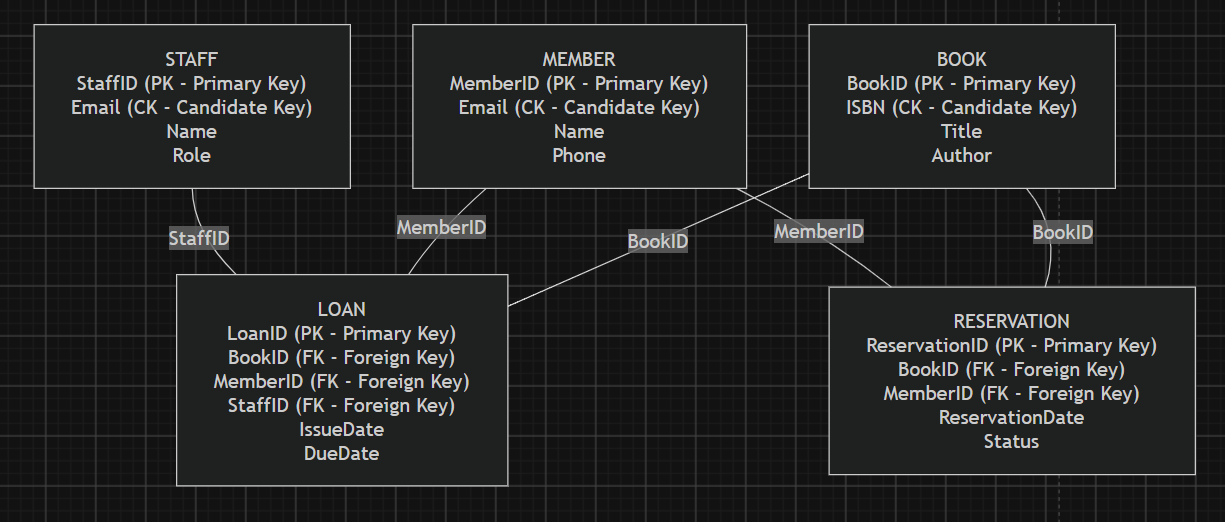 STAFF
StaffID (PK - Primary Key)
Email (CK - Candidate Key)
Name
Role
MEMBER
MemberID (PK - Primary Key)
Email (CK - Candidate Key)
Name
Phone
BOOK
BookID (PK - Primary Key)
ISBN (CK - Candidate Key)
Title
Author
StaffID
MemberID
BookID
MemberID
BookID
LOAN
LoanID (PK - Primary Key)
BookID (FK - Foreign Key)
MemberID (FK - Foreign Key)
StaffID (FK - Foreign Key)
IssueDate
DueDate
RESERVATION
ReservationID (PK - Primary Key)
BookID (FK - Foreign Key)
MemberID (FK - Foreign Key)
ReservationDate
Status